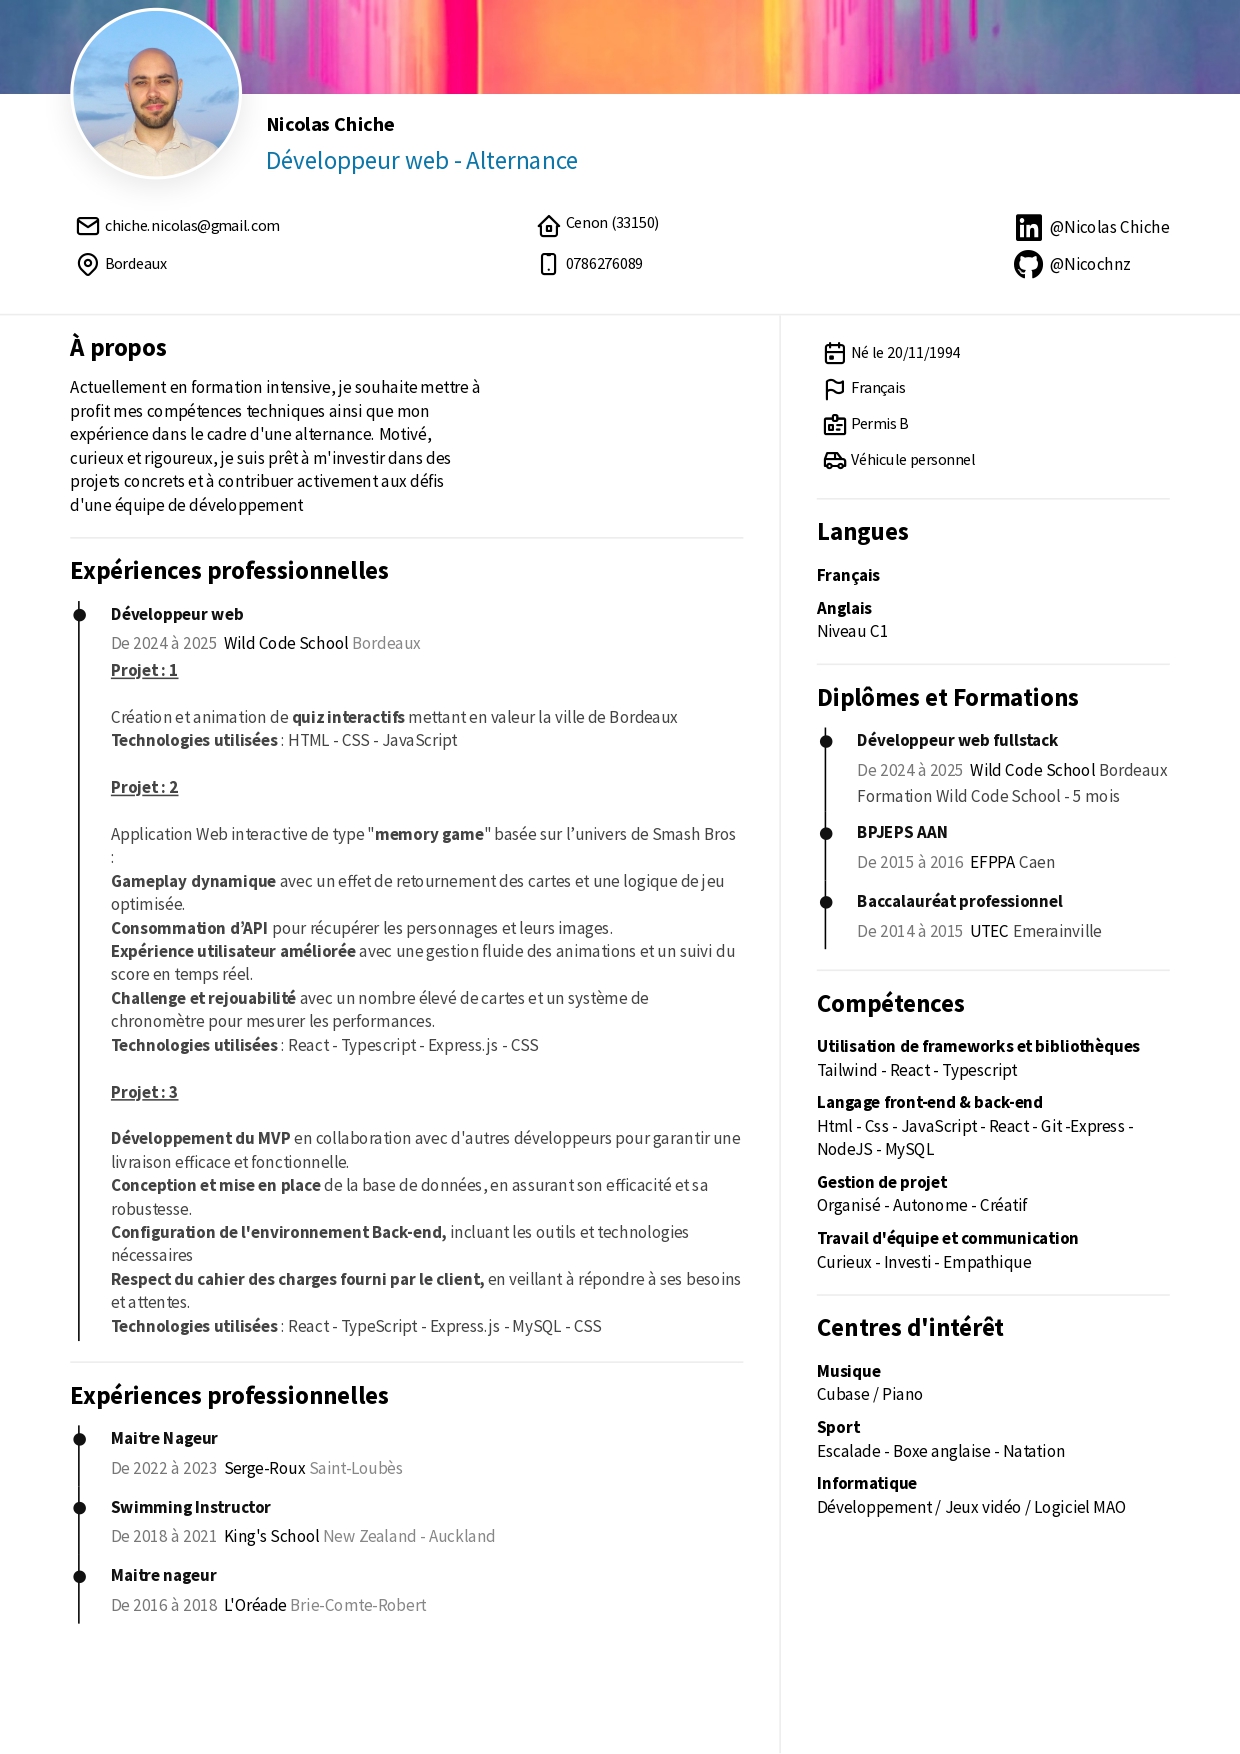 Nicolas Chiche
Développeur web - Alternance
chiche.nicolas@gmail.com
Bordeaux
Cenon (33150)
0786276089
@Nicolas Chiche
@Nicochnz
À propos
Actuellement en formation intensive, je souhaite mettre à
profit mes compétences techniques ainsi que mon
expérience dans le cadre d'une alternance. Motivé,
curieux et rigoureux, je suis prêt à m'investir dans des
projets concrets et à contribuer activement aux défis
d'une équipe de développement
Expériences professionnelles
Développeur web
De 2024 à 2025 Wild Code School Bordeaux
Projet : 1
Création et animation de quiz interactifs mettant en valeur la ville de Bordeaux
Technologies utilisées : HTML - CSS - JavaScript
Projet : 2
Application Web interactive de type "memory game" basée sur l’univers de Smash Bros
:
Gameplay dynamique avec un effet de retournement des cartes et une logique de jeu
optimisée.
Consommation d’API pour récupérer les personnages et leurs images.
Expérience utilisateur améliorée avec une gestion fluide des animations et un suivi du
score en temps réel.
Challenge et rejouabilité avec un nombre élevé de cartes et un système de
chronomètre pour mesurer les performances.
Technologies utilisées : React - Typescript - Express.js - CSS
Projet : 3
Développement du MVP en collaboration avec d'autres développeurs pour garantir une
livraison efficace et fonctionnelle.
Conception et mise en place de la base de données, en assurant son efficacité et sa
robustesse.
Configuration de l'environnement Back-end, incluant les outils et technologies
nécessaires
Respect du cahier des charges fourni par le client, en veillant à répondre à ses besoins
et attentes.
Technologies utilisées : React - TypeScript - Express.js - MySQL - CSS
Expériences professionnelles
Maitre Nageur
De 2022 à 2023 Serge-Roux Saint-Loubès
Swimming Instructor
De 2018 à 2021 King's School New Zealand - Auckland
Maitre nageur
De 2016 à 2018 L'Oréade Brie-Comte-Robert
Né le 20/11/1994
Français
Permis B
Véhicule personnel
Langues
Français
Anglais
Niveau C1
Diplômes et Formations
Développeur web fullstack
De 2024 à 2025 Wild Code School Bordeaux
Formation Wild Code School - 5 mois
BPJEPS AAN
De 2015 à 2016 EFPPA Caen
Baccalauréat professionnel
De 2014 à 2015 UTEC Emerainville
Compétences
Utilisation de frameworks et bibliothèques
Tailwind - React - Typescript
Langage front-end & back-end
Html - Css - JavaScript - React - Git -Express -
NodeJS - MySQL
Gestion de projet
Organisé - Autonome - Créatif
Travail d'équipe et communication
Curieux - Investi - Empathique
Centres d'intérêt
Musique
Cubase / Piano
Sport
Escalade - Boxe anglaise - Natation
Informatique
Développement / Jeux vidéo / Logiciel MAO